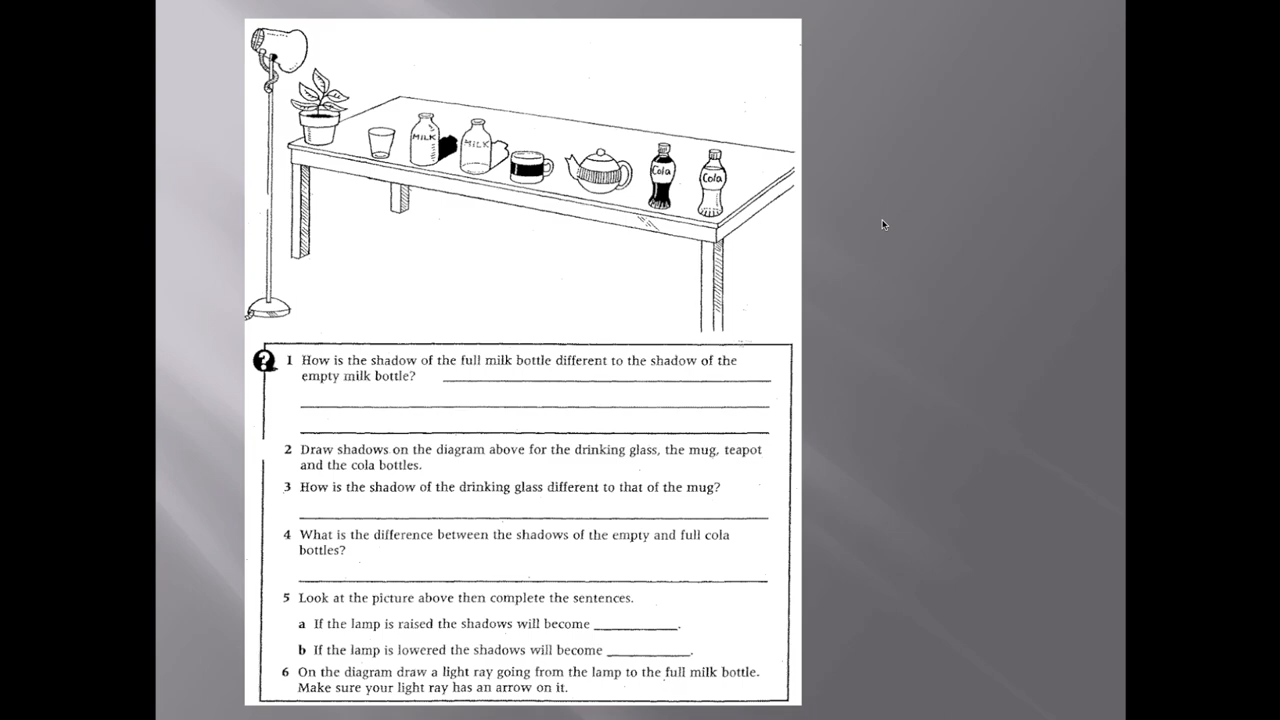 MILK
MILK
Cola
Cola
?
1 How is the shadow of the full milk bottle different to the shadow of the
empty milk bottle?
2 Draw shadows on the diagram above for the drinking glass, the mug, teapot
and the cola bottles.
3 How is the shadow of the drinking glass different to that of the mug?
4 What is the difference between the shadows of the empty and full cola
bottles?
5 Look at the picture above then complete the sentences.
a If the lamp is raised the shadows will become ____________.
b If the lamp is lowered the shadows will become ____________.
6 On the diagram draw a light ray going from the lamp to the full milk bottle.
Make sure your light ray has an arrow on it.